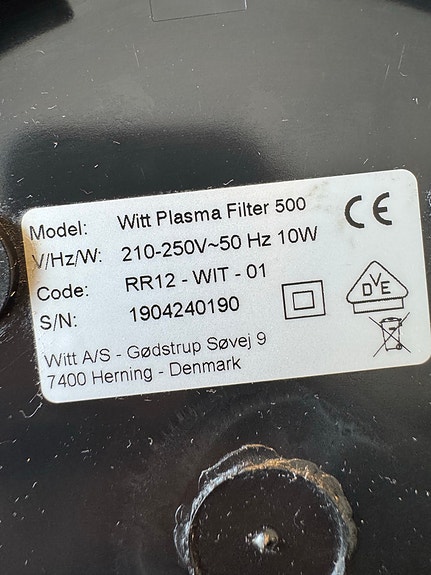 Model: Witt Plasma Filter 500
V/Hz/W: 210-250V~50 Hz 10W
Code: RR12 - WIT - 01
S/N: 1904240190
Witt A/S - Gødstrup Søvej 9
7400 Herning - Denmark
CE
DVE